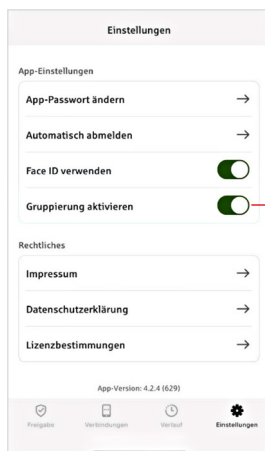 Einstellungen
App-Einstellungen
App-Passwort ändern
Automatisch abmelden
Face ID verwenden
Gruppierung aktivieren
Rechtliches
Impressum
Datenschutzerklärung
Lizenzbestimmungen
App-Version: 4.2.4 (629)
Freigabe Verbindungen Verlauf Einstellungen